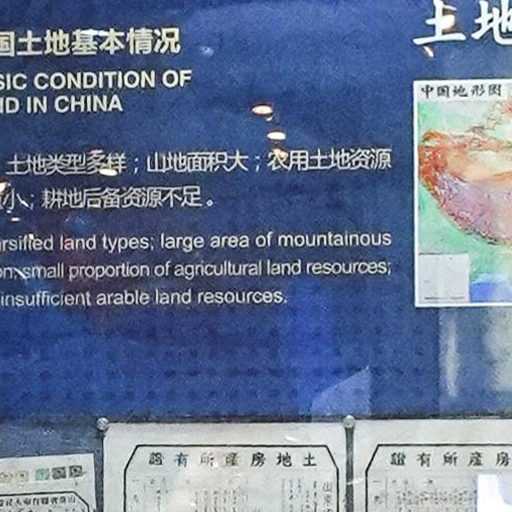 国土地基本情况
SIC CONDITION OF
ND IN CHINA
土地类型多样；山地面积大；农用土地资源
小；耕地后备资源不足。
rsified land types; large area of mountainous
on; small proportion of agricultural land resources;
insufficient arable land resources.
土地
中国地形图
證有所產房地土
證有所產房